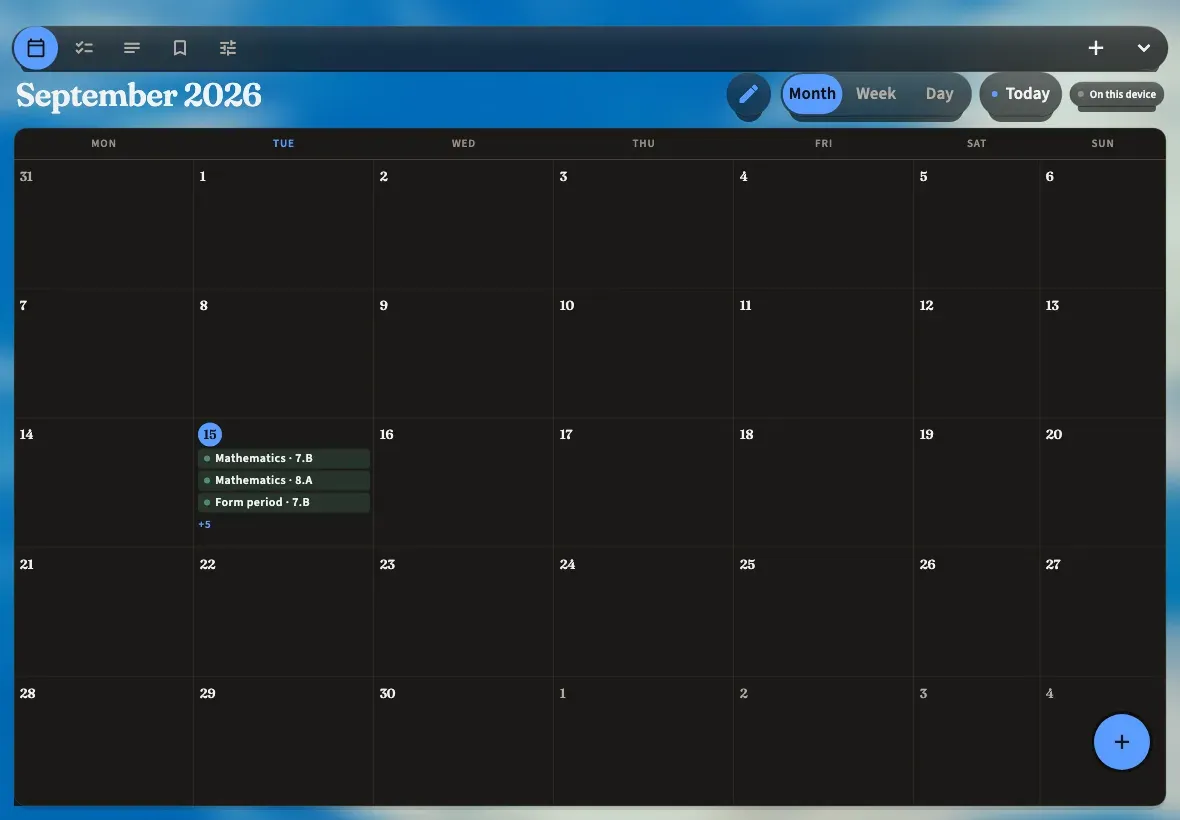 September 2026
Month Week Day Today On this device
MON TUE WED THU FRI SAT SUN
31 1 2 3 4 5 6
7 8 9 10 11 12 13
14 15 16 17 18 19 20
Mathematics · 7.B
Mathematics · 8.A
Form period · 7.B
+5
21 22 23 24 25 26 27
28 29 30 1 2 3 4